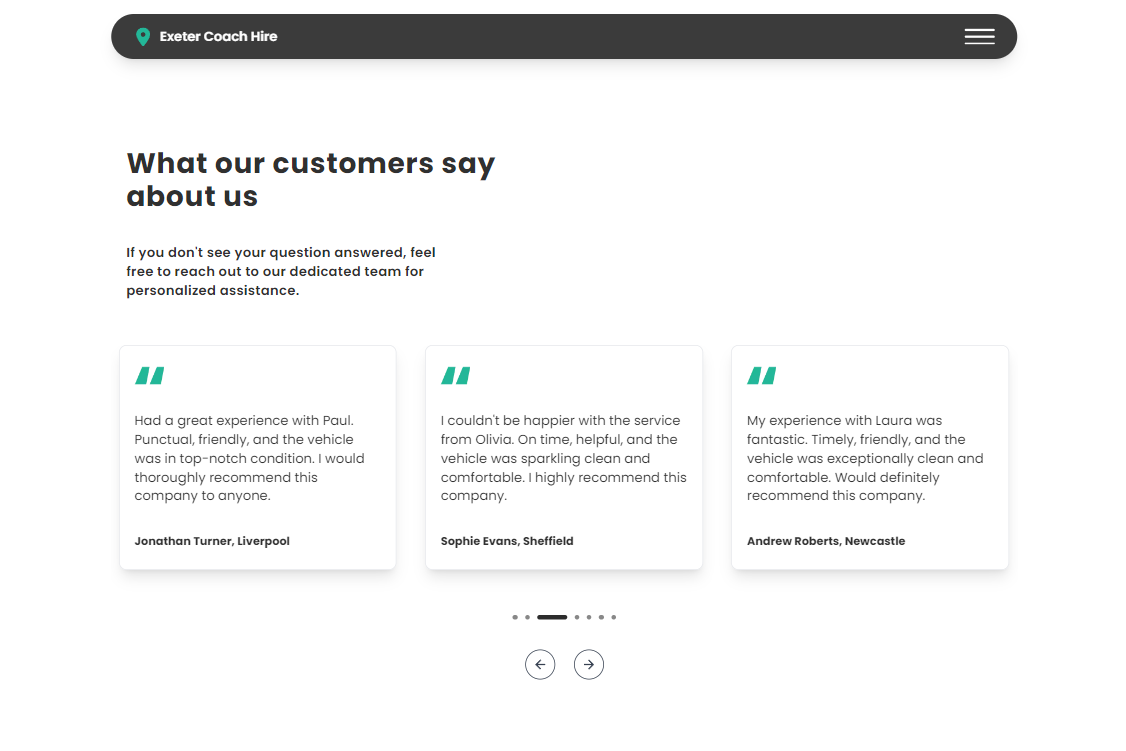 Exeter Coach Hire
What our customers say
about us
If you don't see your question answered, feel
free to reach out to our dedicated team for
personalized assistance.
Had a great experience with Paul.
Punctual, friendly, and the vehicle
was in top-notch condition. I would
thoroughly recommend this
company to anyone.
Jonathan Turner, Liverpool
I couldn't be happier with the service
from Olivia. On time, helpful, and the
vehicle was sparkling clean and
comfortable. I highly recommend this
company.
Sophie Evans, Sheffield
My experience with Laura was
fantastic. Timely, friendly, and the
vehicle was exceptionally clean and
comfortable. Would definitely
recommend this company.
Andrew Roberts, Newcastle